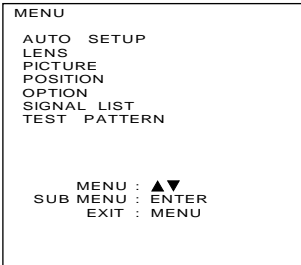 MENU
AUTO SETUP
LENS
PICTURE
POSITION
OPTION
SIGNAL LIST
TEST PATTERN
MENU : ▲▼
SUB MENU : ENTER
EXIT : MENU